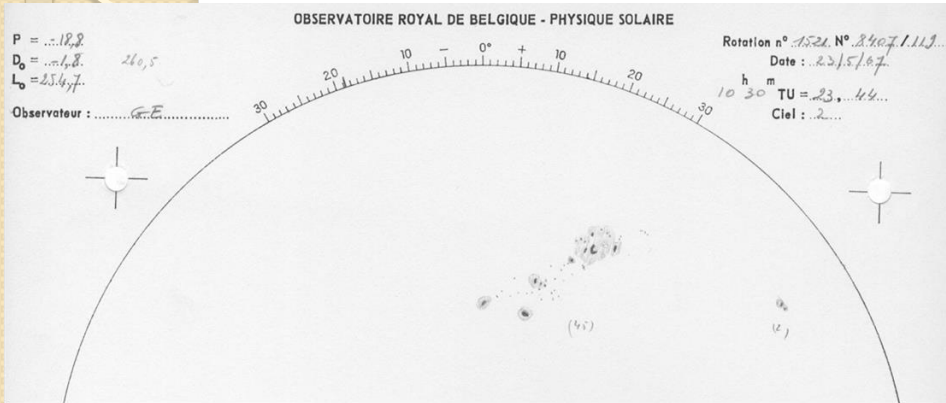 OBSERVATOIRE ROYAL DE BELGIQUE - PHYSIQUE SOLAIRE
P = -18,8
D₀ = -1,8 260,5
L₀ = 254,7
Observateur : GE
Rotation n° 1521 N° 8407/119
Date : 23/5/67
h m
10 30 TU = 23, 44
Ciel : 2
30 20 10 − 0° + 10 20 30
(45)